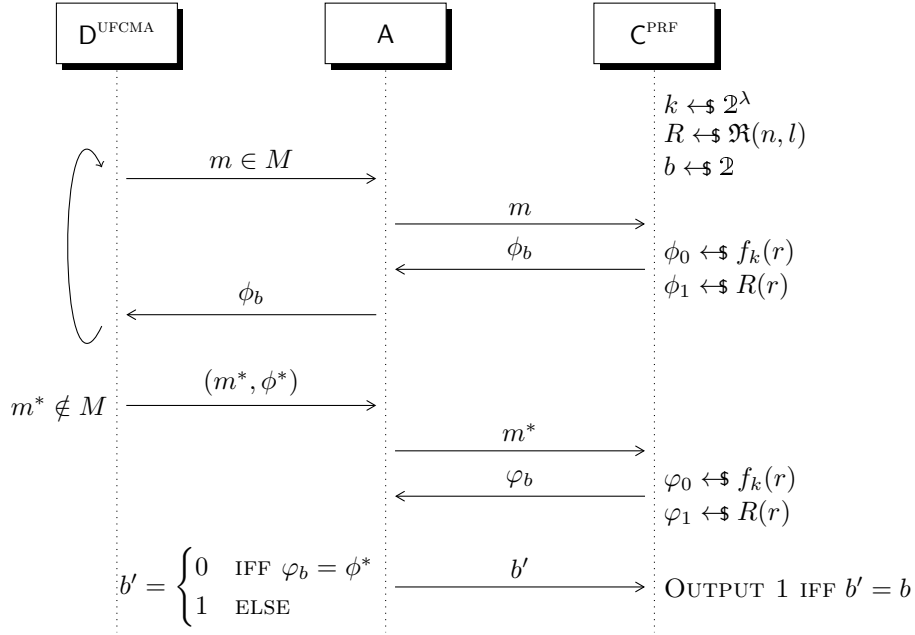 D^UFCMA
A
C^PRF
k ←$ 𝟚^λ
R ←$ ℜ(n, l)
b ←$ 𝟚
m ∈ M
m
ϕ_b
ϕ_0 ←$ f_k(r)
ϕ_1 ←$ R(r)
ϕ_b
m* ∉ M
(m*, ϕ*)
m*
φ_b
φ_0 ←$ f_k(r)
φ_1 ←$ R(r)
b′ = { 0 IFF φ_b = ϕ*
1 ELSE
b′
OUTPUT 1 IFF b′ = b